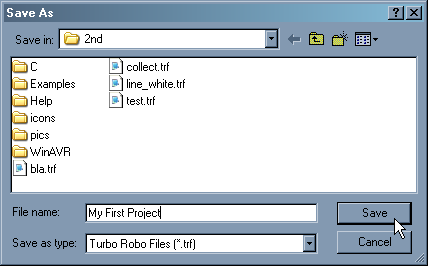 Save As
Save in: 2nd
C collect.trf
Examples line_white.trf
Help test.trf
icons
pics
WinAVR
bla.trf
File name: My First Project Save
Save as type: Turbo Robo Files (*.trf) Cancel